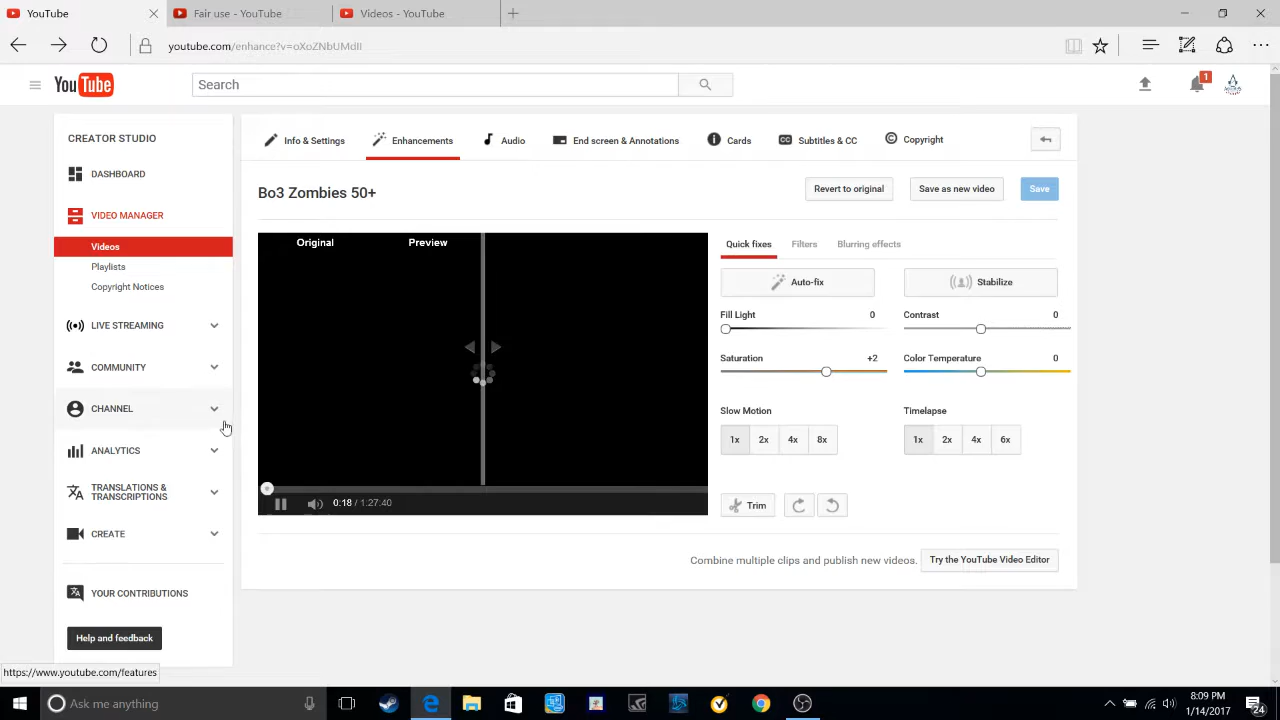 YouTube
Fair use - YouTube
Videos - YouTube
youtube.com/enhance?v=oXoZNbUMdII
YouTube
Search
1
CREATOR STUDIO
DASHBOARD
VIDEO MANAGER
Videos
Playlists
Copyright Notices
LIVE STREAMING
COMMUNITY
CHANNEL
ANALYTICS
TRANSLATIONS &
TRANSCRIPTIONS
CREATE
YOUR CONTRIBUTIONS
Help and feedback
https://www.youtube.com/features
Info & Settings
Enhancements
Audio
End screen & Annotations
Cards
CC Subtitles & CC
© Copyright
Bo3 Zombies 50+
Revert to original
Save as new video
Save
Original
Preview
0:18 / 1:27:40
Quick fixes
Filters
Blurring effects
Auto-fix
Stabilize
Fill Light 0
Contrast 0
Saturation +2
Color Temperature 0
Slow Motion
1x 2x 4x 8x
Timelapse
1x 2x 4x 6x
Trim
Combine multiple clips and publish new videos.
Try the YouTube Video Editor
Ask me anything
8:09 PM
1/14/2017
24